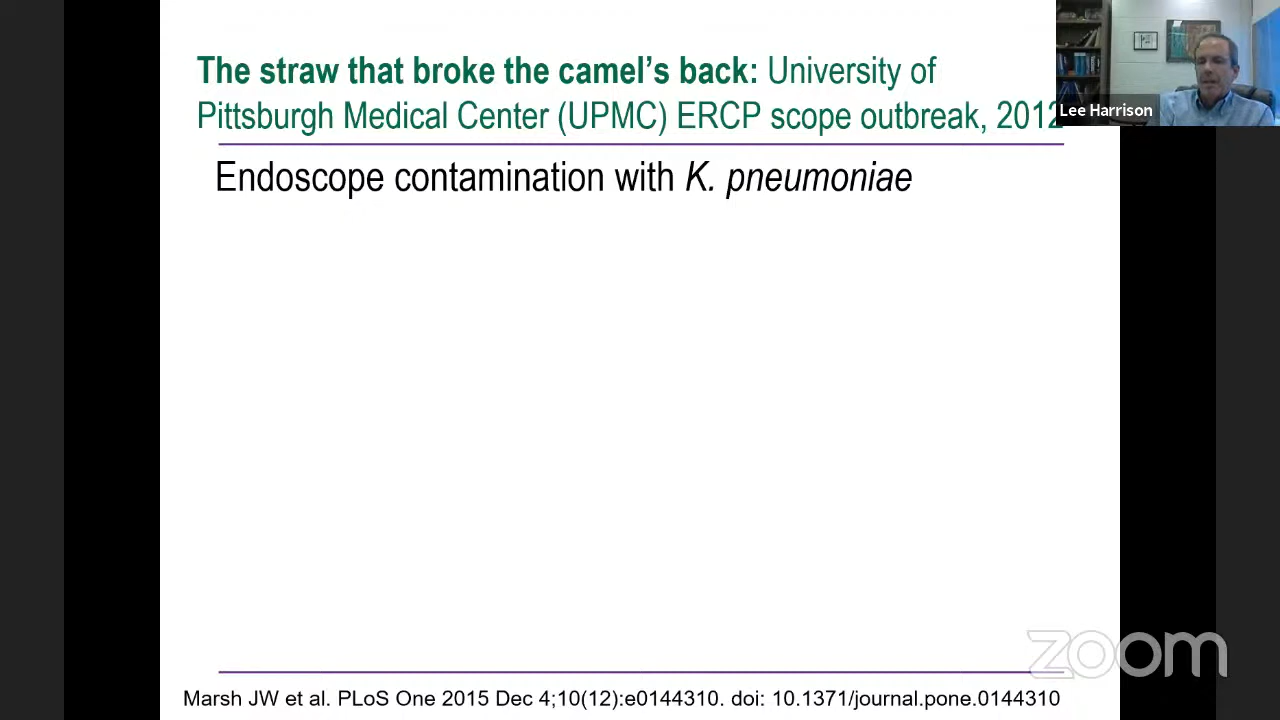 The straw that broke the camel’s back: University of
Pittsburgh Medical Center (UPMC) ERCP scope outbreak, 2012
Lee Harrison
Endoscope contamination with K. pneumoniae
zoom
Marsh JW et al. PLoS One 2015 Dec 4;10(12):e0144310. doi: 10.1371/journal.pone.0144310